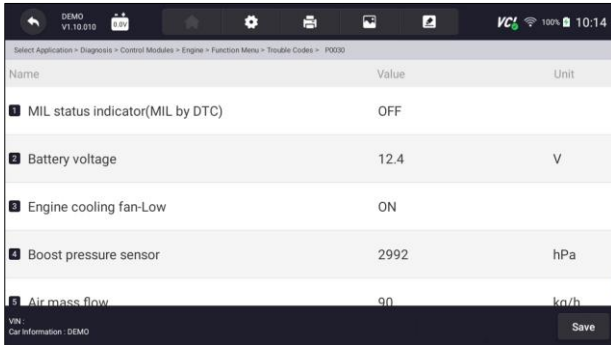 DEMO
V1.10.010
0.0V
VCI
100%
10:14
Select Application > Diagnosis > Control Modules > Engine > Function Menu > Trouble Codes > P0030
Name Value Unit
1 MIL status indicator(MIL by DTC) OFF
2 Battery voltage 12.4 V
3 Engine cooling fan-Low ON
4 Boost pressure sensor 2992 hPa
5 Air mass flow 90 kg/h
VIN :
Car Information : DEMO
Save